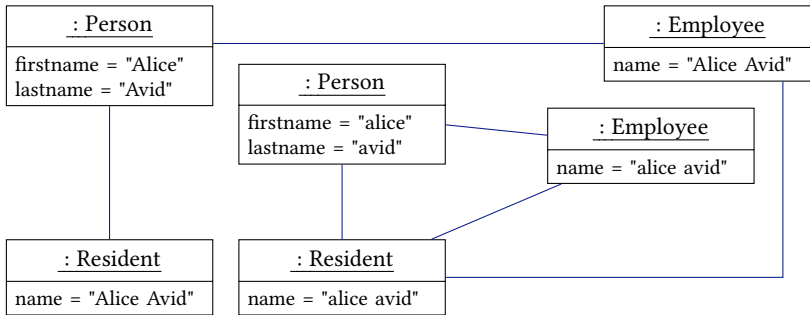 : Person
firstname = "Alice"
lastname = "Avid"
: Employee
name = "Alice Avid"
: Person
firstname = "alice"
lastname = "avid"
: Employee
name = "alice avid"
: Resident
name = "Alice Avid"
: Resident
name = "alice avid"